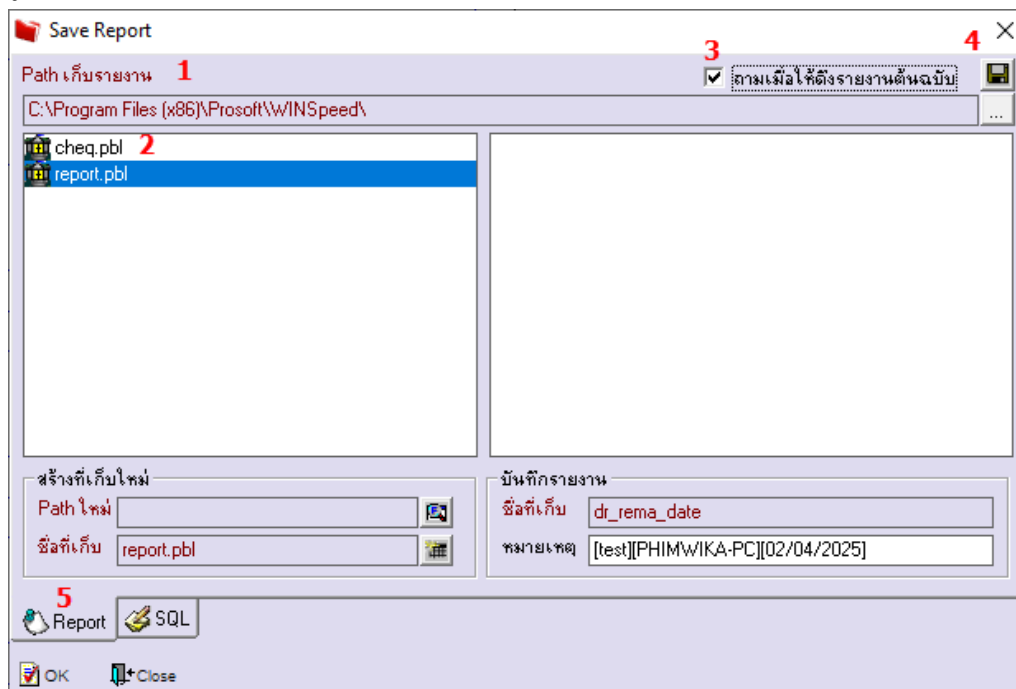 Save Report
4
3
Path เก็บรายงาน 1
ถามเมื่อให้ดึงรายงานต้นฉบับ
C:\Program Files (x86)\Prosoft\WINSpeed\
...
cheq.pbl 2
report.pbl
สร้างที่เก็บใหม่
Path ใหม่
ชื่อที่เก็บ report.pbl
บันทึกรายงาน
ชื่อที่เก็บ dr_rema_date
หมายเหตุ [test][PHIMWIKA-PC][02/04/2025]
5
Report SQL
OK Close